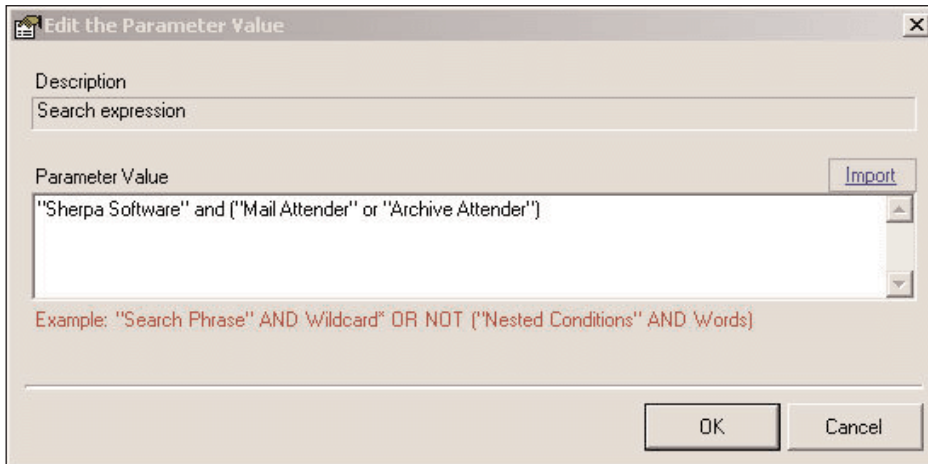 Edit the Parameter Value
Description
Search expression
Parameter Value
Import
"Sherpa Software" and ("Mail Attender" or "Archive Attender")
Example: "Search Phrase" AND Wildcard* OR NOT ("Nested Conditions" AND Words)
OK
Cancel